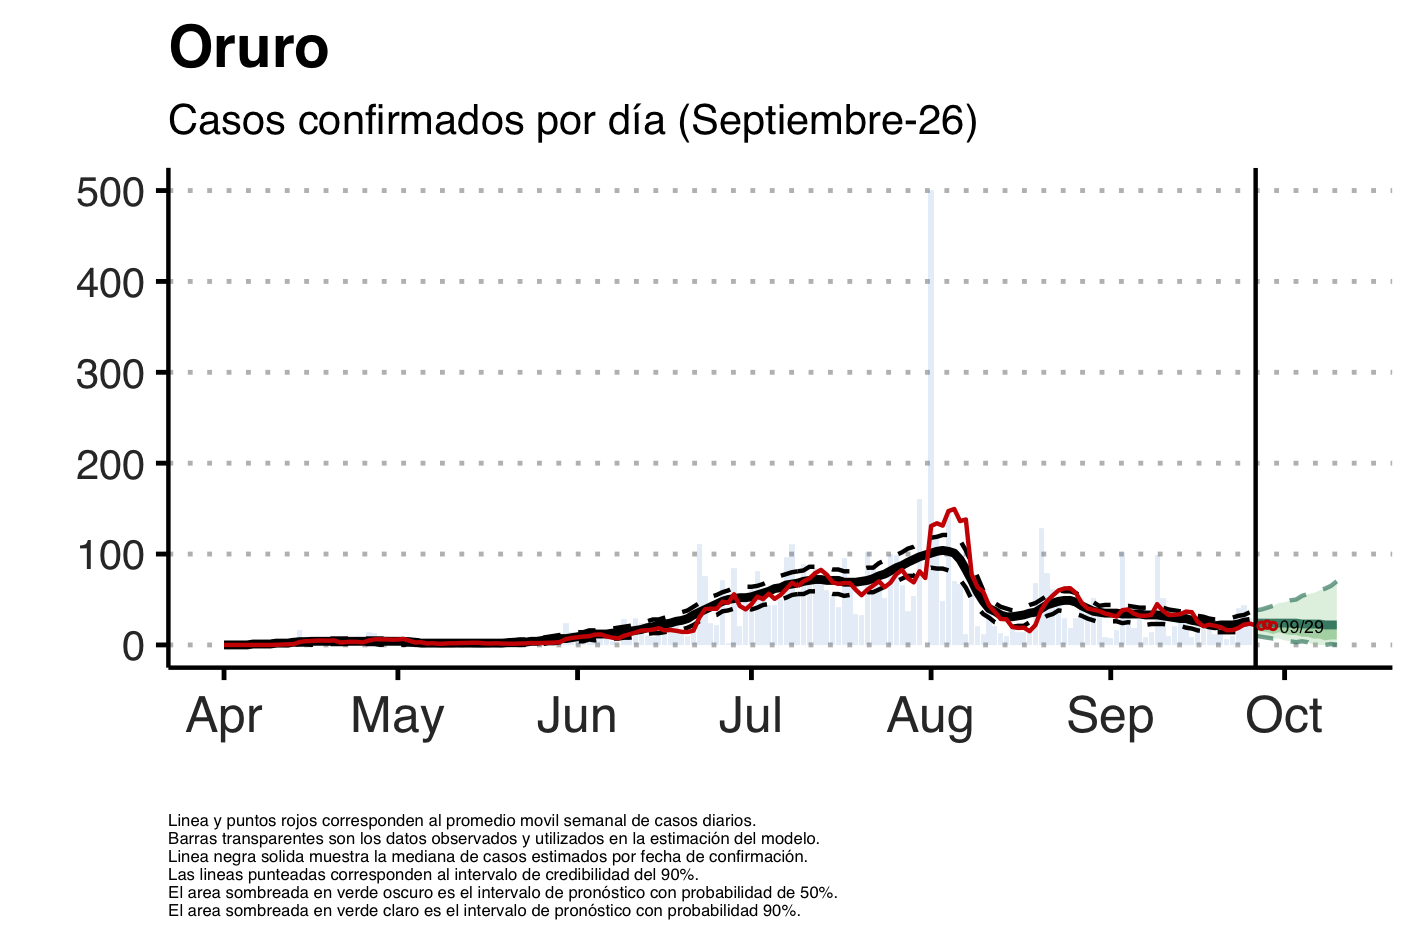 Oruro
Casos confirmados por día (Septiembre-26)
500
400
300
200
100
0
09/29
Apr May Jun Jul Aug Sep Oct
Linea y puntos rojos corresponden al promedio movil semanal de casos diarios.
Barras transparentes son los datos observados y utilizados en la estimación del modelo.
Linea negra solida muestra la mediana de casos estimados por fecha de confirmación.
Las lineas punteadas corresponden al intervalo de credibilidad del 90%.
El area sombreada en verde oscuro es el intervalo de pronóstico con probabilidad de 50%.
El area sombreada en verde claro es el intervalo de pronóstico con probabilidad 90%.